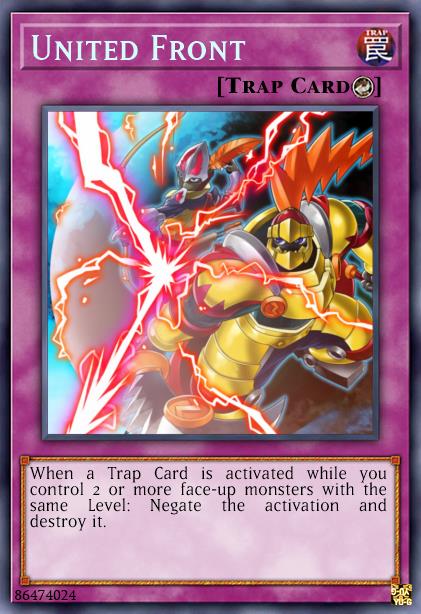 United Front
TRAP
罠
[Trap Card]
When a Trap Card is activated while you
control 2 or more face-up monsters with the
same Level: Negate the activation and
destroy it.
86474024